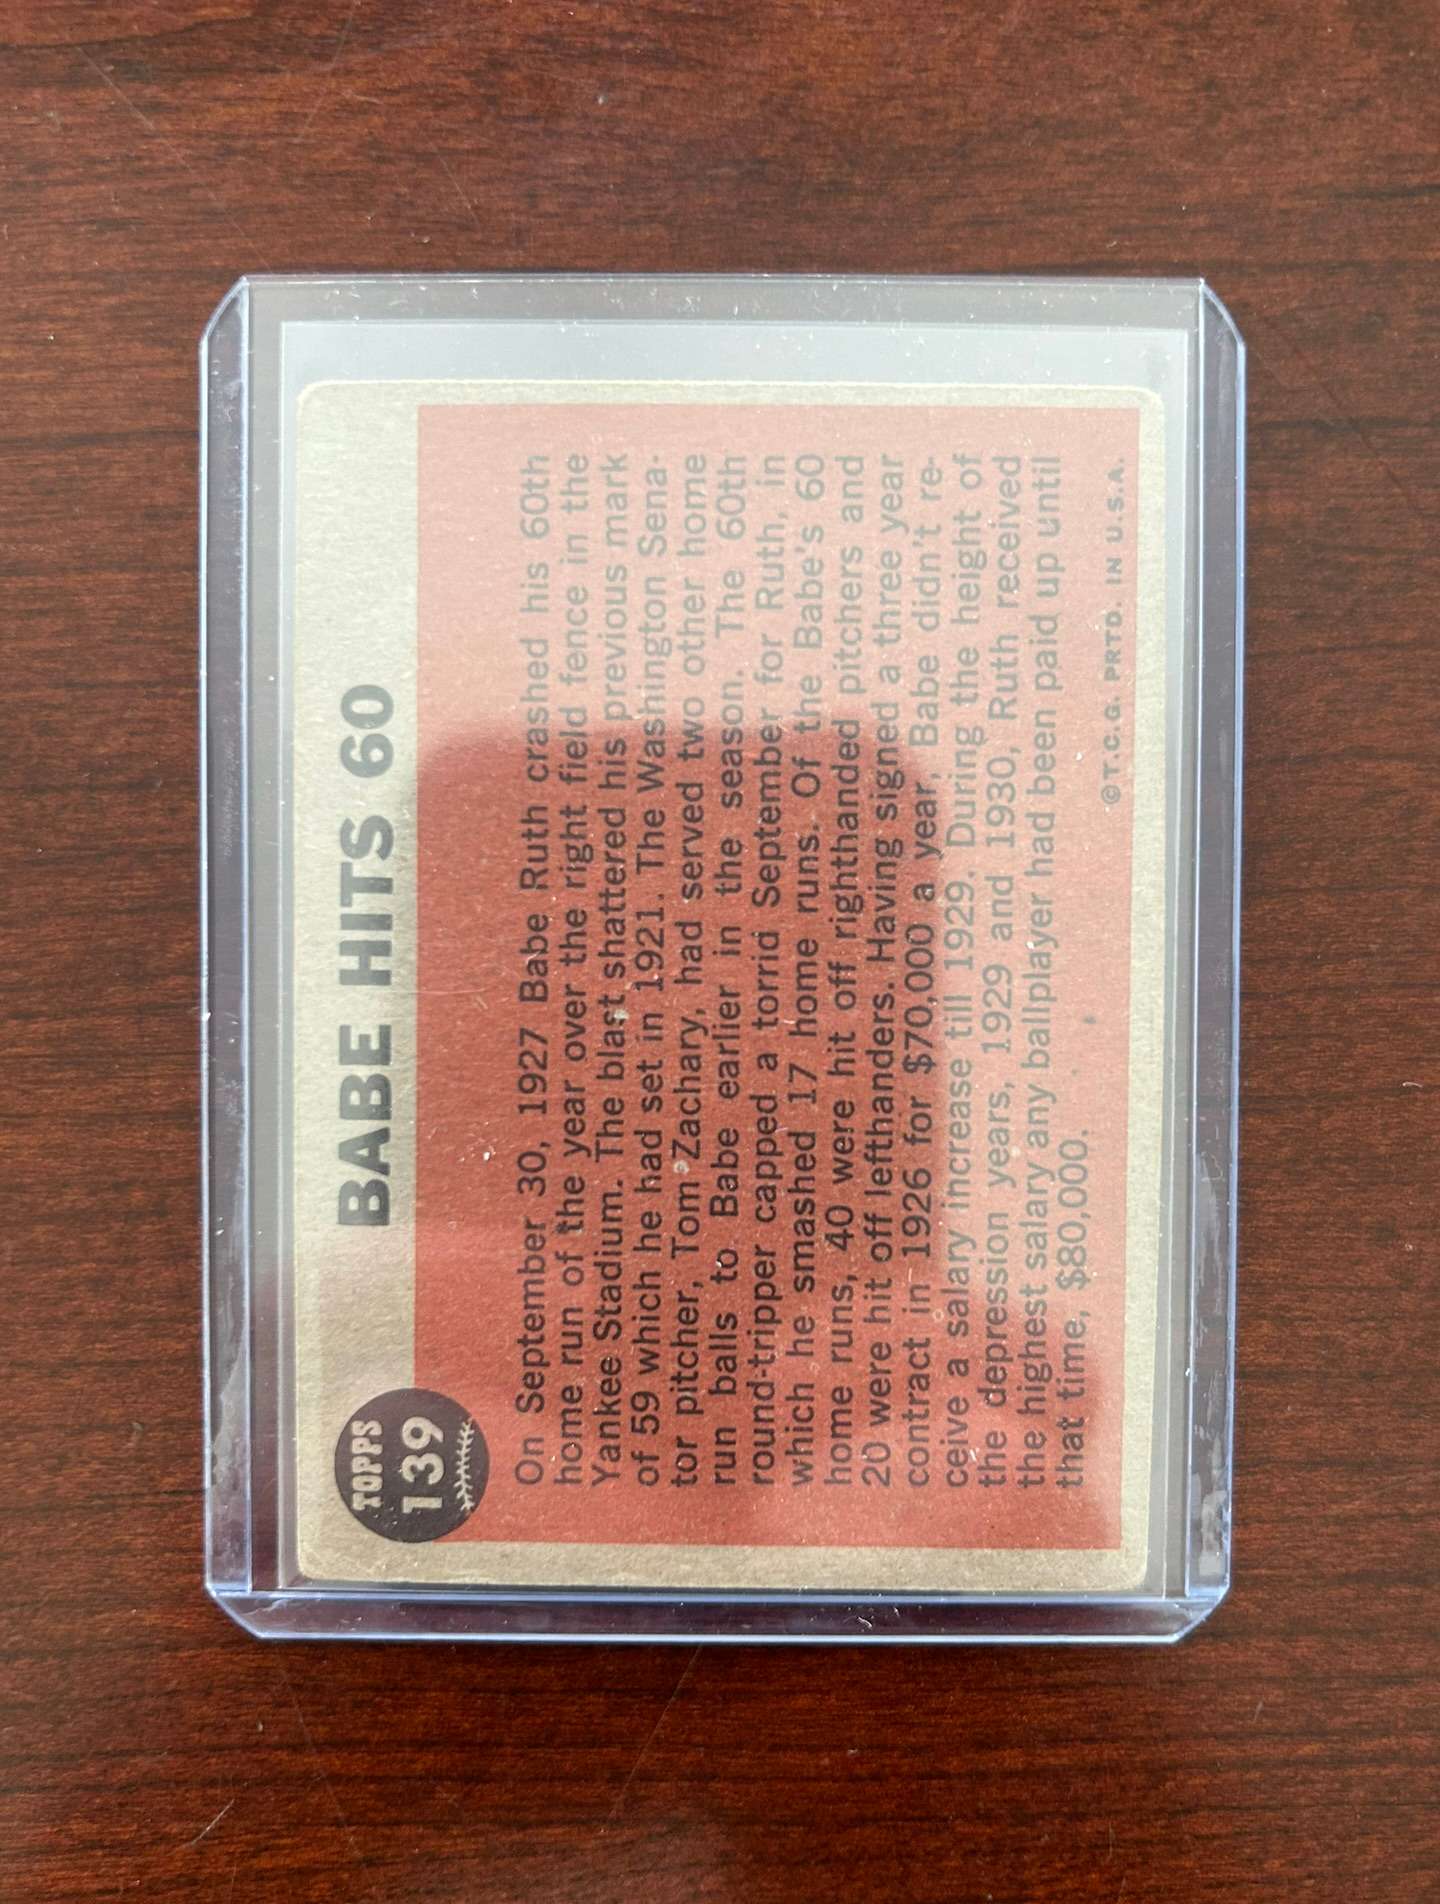 TOPPS
139
BABE HITS 60
On September 30, 1927 Babe Ruth crashed his 60th
home run of the year over the right field fence in the
Yankee Stadium. The blast shattered his previous mark
of 59 which he had set in 1921. The Washington Sena-
tor pitcher, Tom Zachary, had served two other home
run balls to Babe earlier in the season. The 60th
round-tripper capped a torrid September for Ruth, in
which he smashed 17 home runs. Of the Babe's 60
home runs, 40 were hit off righthanded pitchers and
20 were hit off lefthanders. Having signed a three year
contract in 1926 for $70,000 a year, Babe didn't re-
ceive a salary increase till 1929. During the height of
the depression years, 1929 and 1930, Ruth received
the highest salary any ballplayer had been paid up until
that time, $80,000.
© T.C.G. PRTD. IN U.S.A.